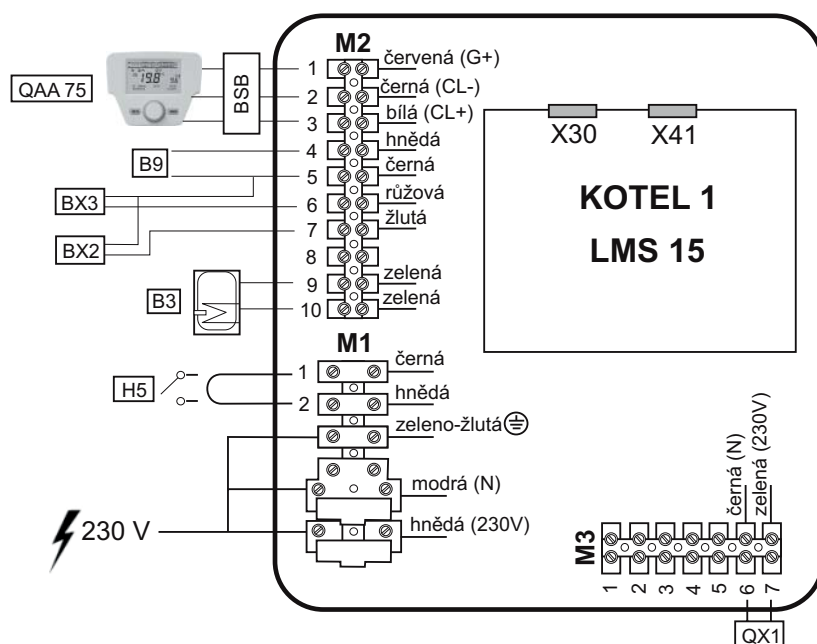 M2
QAA 75
19.8
BSB
1
červená (G+)
2
černá (CL-)
3
bílá (CL+)
B9
4
hnědá
5
černá
BX3
6
růžová
BX2
7
žlutá
8
9
zelená
B3
10
zelená
X30
X41
KOTEL 1
LMS 15
M1
H5
1
černá
2
hnědá
zeleno-žlutá
modrá (N)
230 V
hnědá (230V)
M3
černá (N)
zelená (230V)
1
2
3
4
5
6
7
QX1